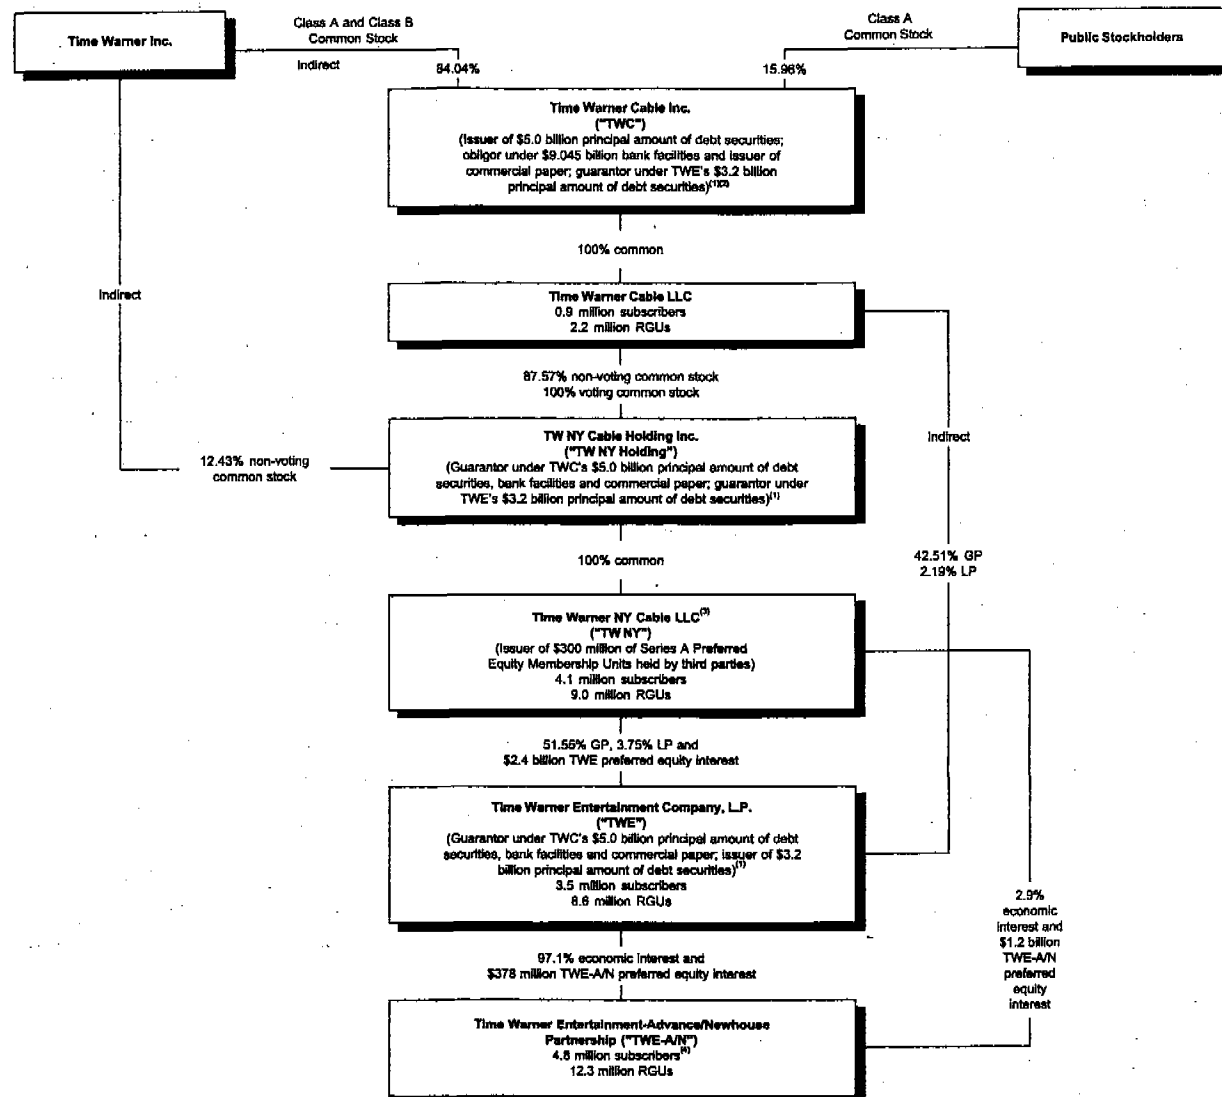 Time Warner Inc.
Class A and Class B
Common Stock
Indirect
84.04%
Class A
Common Stock
15.96%
Public Stockholders
Time Warner Cable Inc.
("TWC")
(Issuer of $5.0 billion principal amount of debt securities;
obligor under $9.045 billion bank facilities and issuer of
commercial paper; guarantor under TWE's $3.2 billion
principal amount of debt securities)(1)(2)
100% common
Indirect
Time Warner Cable LLC
0.9 million subscribers
2.2 million RGUs
87.57% non-voting common stock
100% voting common stock
Indirect
TW NY Cable Holding Inc.
("TW NY Holding")
(Guarantor under TWC's $5.0 billion principal amount of debt
securities, bank facilities and commercial paper; guarantor under
TWE's $3.2 billion principal amount of debt securities)(1)
12.43% non-voting
common stock
100% common
42.51% GP
2.19% LP
Time Warner NY Cable LLC(3)
("TW NY")
(Issuer of $300 million of Series A Preferred
Equity Membership Units held by third parties)
4.1 million subscribers
9.0 million RGUs
51.55% GP, 3.75% LP and
$2.4 billion TWE preferred equity interest
Time Warner Entertainment Company, L.P.
("TWE")
(Guarantor under TWC's $5.0 billion principal amount of debt
securities, bank facilities and commercial paper; issuer of $3.2
billion principal amount of debt securities)(1)
3.5 million subscribers
8.6 million RGUs
2.9%
economic
interest and
$1.2 billion
TWE-A/N
preferred
equity
interest
97.1% economic interest and
$378 million TWE-A/N preferred equity interest
Time Warner Entertainment-Advance/Newhouse
Partnership ("TWE-A/N")
4.8 million subscribers(4)
12.3 million RGUs